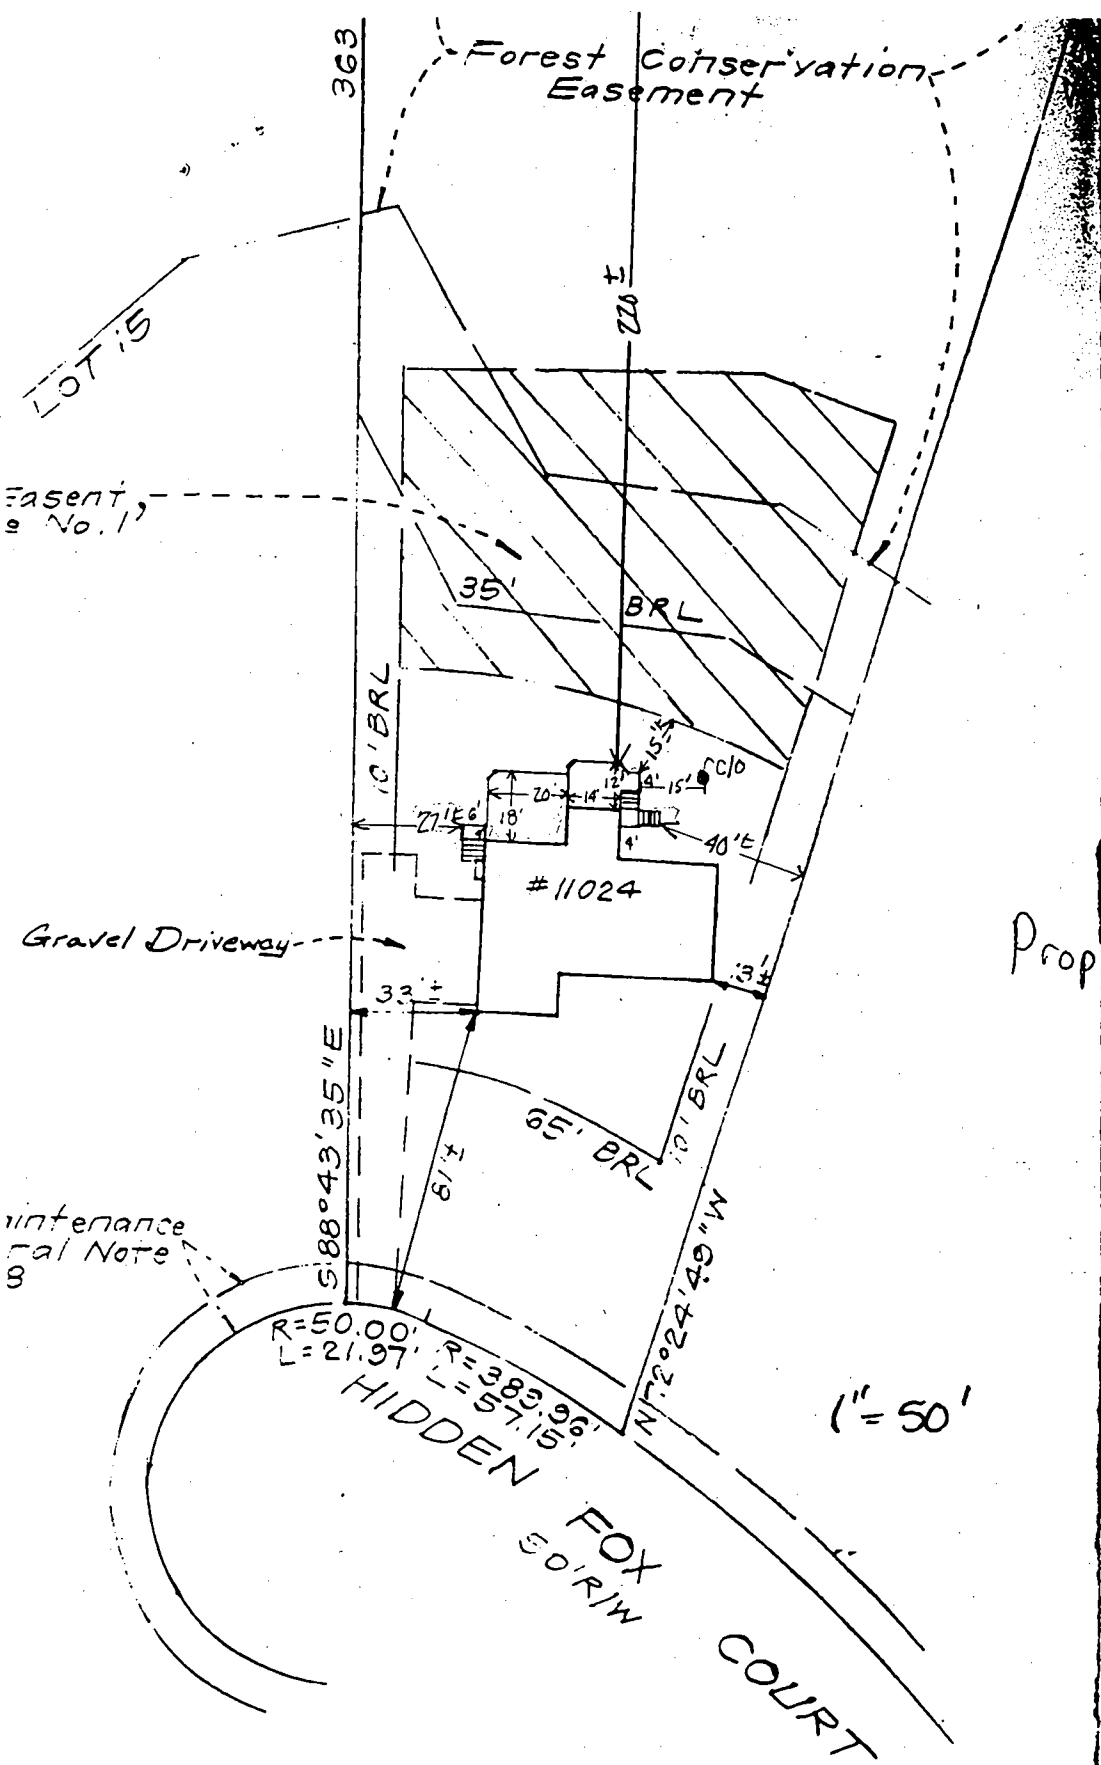 363
Forest Conservation
Easement
220 ±
LOT 15
Easent,
e No. 1
35'
BRL
10' BRL
15'±
c/o
12'
4'
15'
20'
14'
18'
6'
27'±
4'
40'±
#11024
Gravel Driveway
Prop
33'±
13'±
S 88°43'35"E
10' BRL
65' BRL
81'±
intenance
ral Note
8
N72°24'49"W
R=50.00'
L=21.97'
R=383.96'
L=57.15'
1"=50'
HIDDEN
FOX
COURT
50' R/W